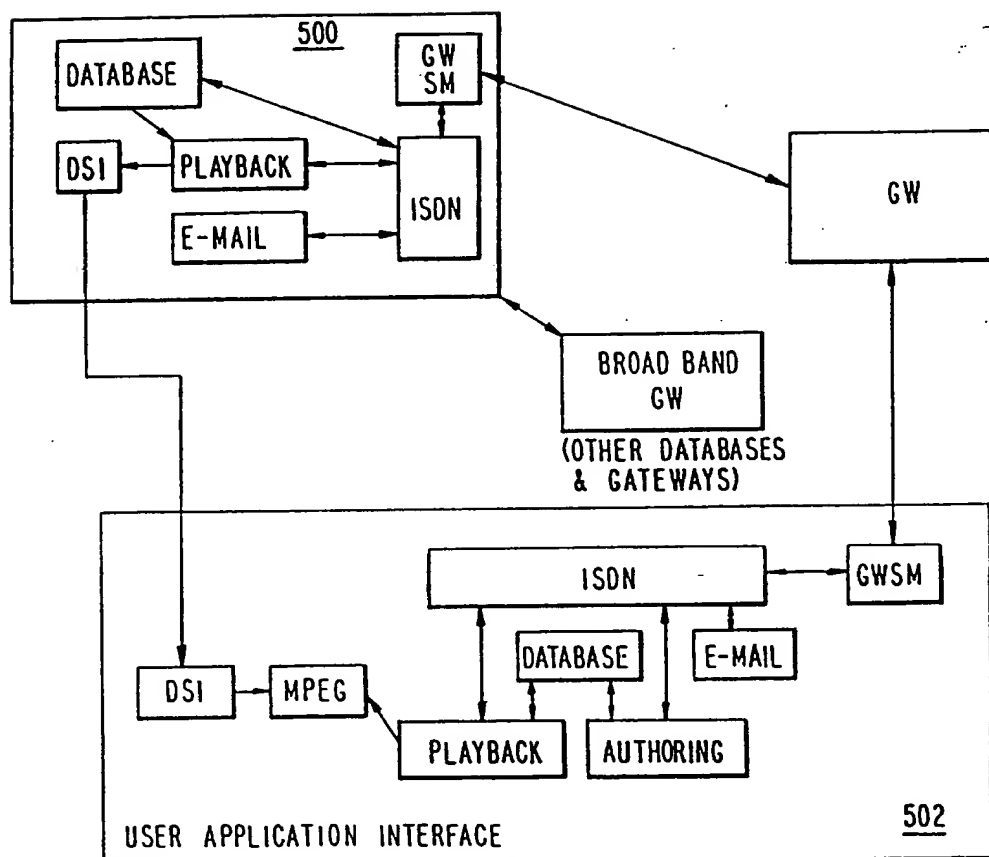 500
DATABASE
GW
SM
DSI
PLAYBACK
ISDN
E-MAIL
GW
BROAD BAND
GW
(OTHER DATABASES
& GATEWAYS)
ISDN
GWSM
DATABASE
E-MAIL
DSI
MPEG
PLAYBACK
AUTHORING
USER APPLICATION INTERFACE
502